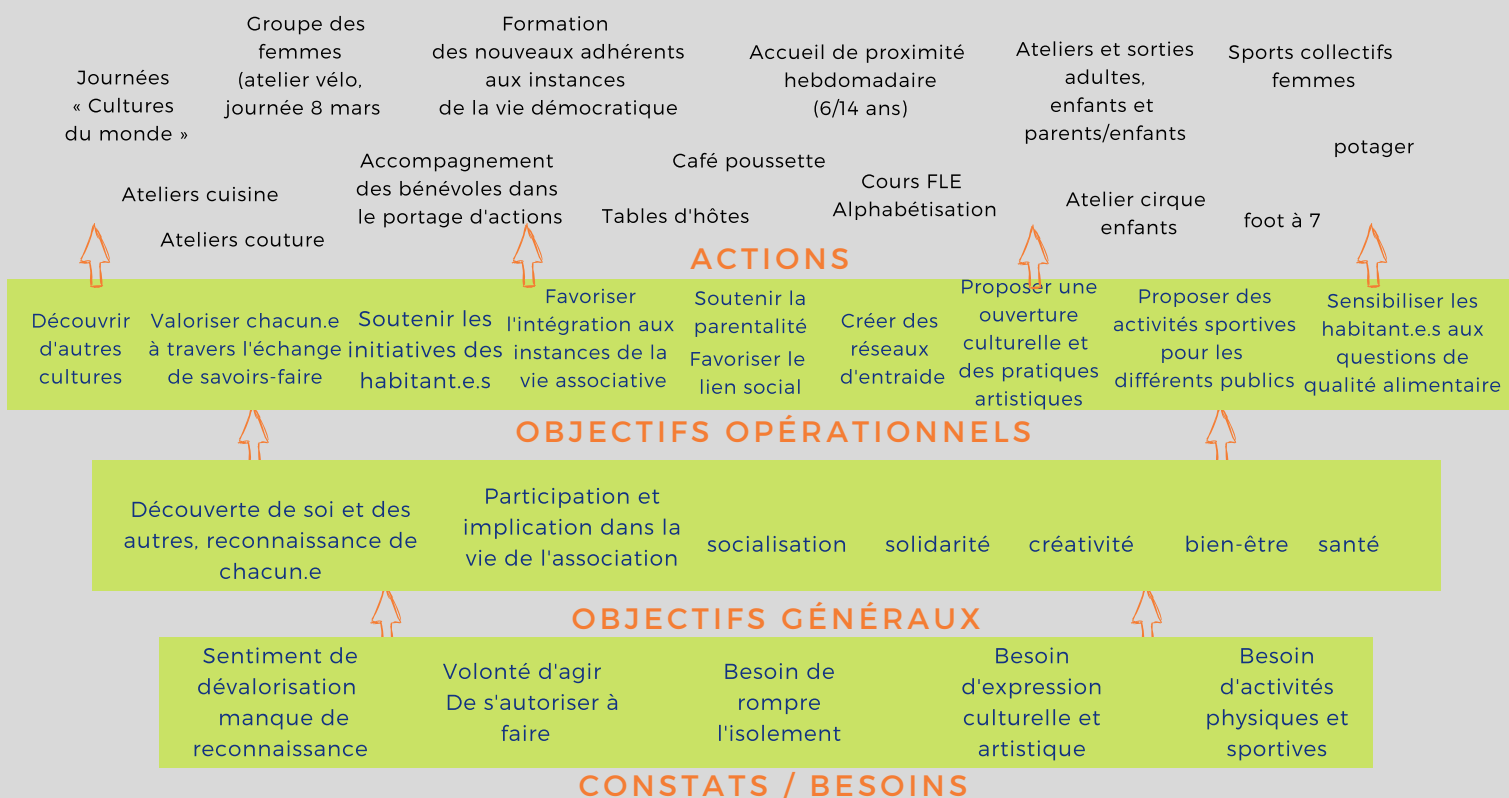 Journées
« Cultures
du monde »
Groupe des
femmes
(atelier vélo,
journée 8 mars
Formation
des nouveaux adhérents
aux instances
de la vie démocratique
Accueil de proximité
hebdomadaire
(6/14 ans)
Ateliers et sorties
adultes,
enfants et
parents/enfants
Sports collectifs
femmes
potager
Ateliers cuisine
Ateliers couture
Accompagnement
des bénévoles dans
le portage d'actions
Café poussette
Tables d'hôtes
Cours FLE
Alphabétisation
Atelier cirque
enfants
foot à 7
ACTIONS
Découvrir
d'autres
cultures
Valoriser chacun.e
à travers l'échange
de savoirs-faire
Soutenir les
initiatives des
habitant.e.s
Favoriser
l'intégration aux
instances de la
vie associative
Soutenir la
parentalité
Favoriser le
lien social
Créer des
réseaux
d'entraide
Proposer une
ouverture
culturelle et
des pratiques
artistiques
Proposer des
activités sportives
pour les
différents publics
Sensibiliser les
habitant.e.s aux
questions de
qualité alimentaire
OBJECTIFS OPÉRATIONNELS
Découverte de soi et des
autres, reconnaissance de
chacun.e
Participation et
implication dans la
vie de l'association
socialisation
solidarité
créativité
bien-être
santé
OBJECTIFS GÉNÉRAUX
Sentiment de
dévalorisation
manque de
reconnaissance
Volonté d'agir
De s'autoriser à
faire
Besoin de
rompre
l'isolement
Besoin
d'expression
culturelle et
artistique
Besoin
d'activités
physiques et
sportives
CONSTATS / BESOINS